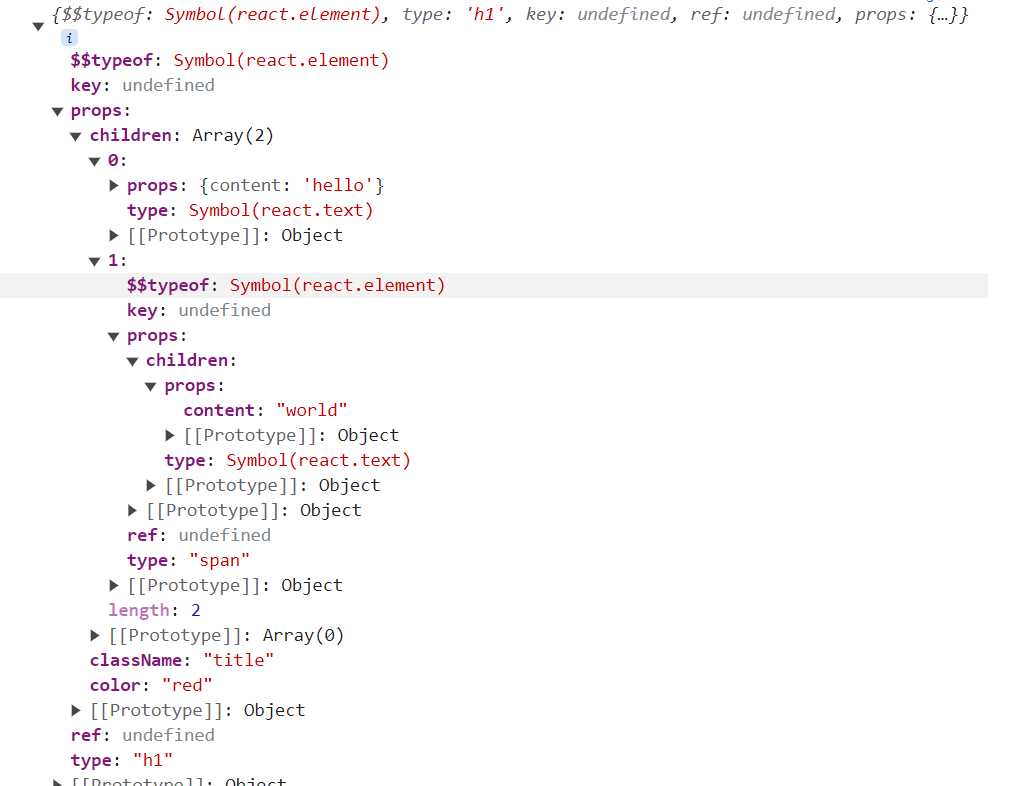 {$$typeof: Symbol(react.element), type: 'h1', key: undefined, ref: undefined, props: {…}}
i
$$typeof: Symbol(react.element)
key: undefined
props:
children: Array(2)
0:
props: {content: 'hello'}
type: Symbol(react.text)
[[Prototype]]: Object
1:
$$typeof: Symbol(react.element)
key: undefined
props:
children:
props:
content: "world"
[[Prototype]]: Object
type: Symbol(react.text)
[[Prototype]]: Object
[[Prototype]]: Object
ref: undefined
type: "span"
[[Prototype]]: Object
length: 2
[[Prototype]]: Array(0)
className: "title"
color: "red"
[[Prototype]]: Object
ref: undefined
type: "h1"
[[Prototype]]: Object